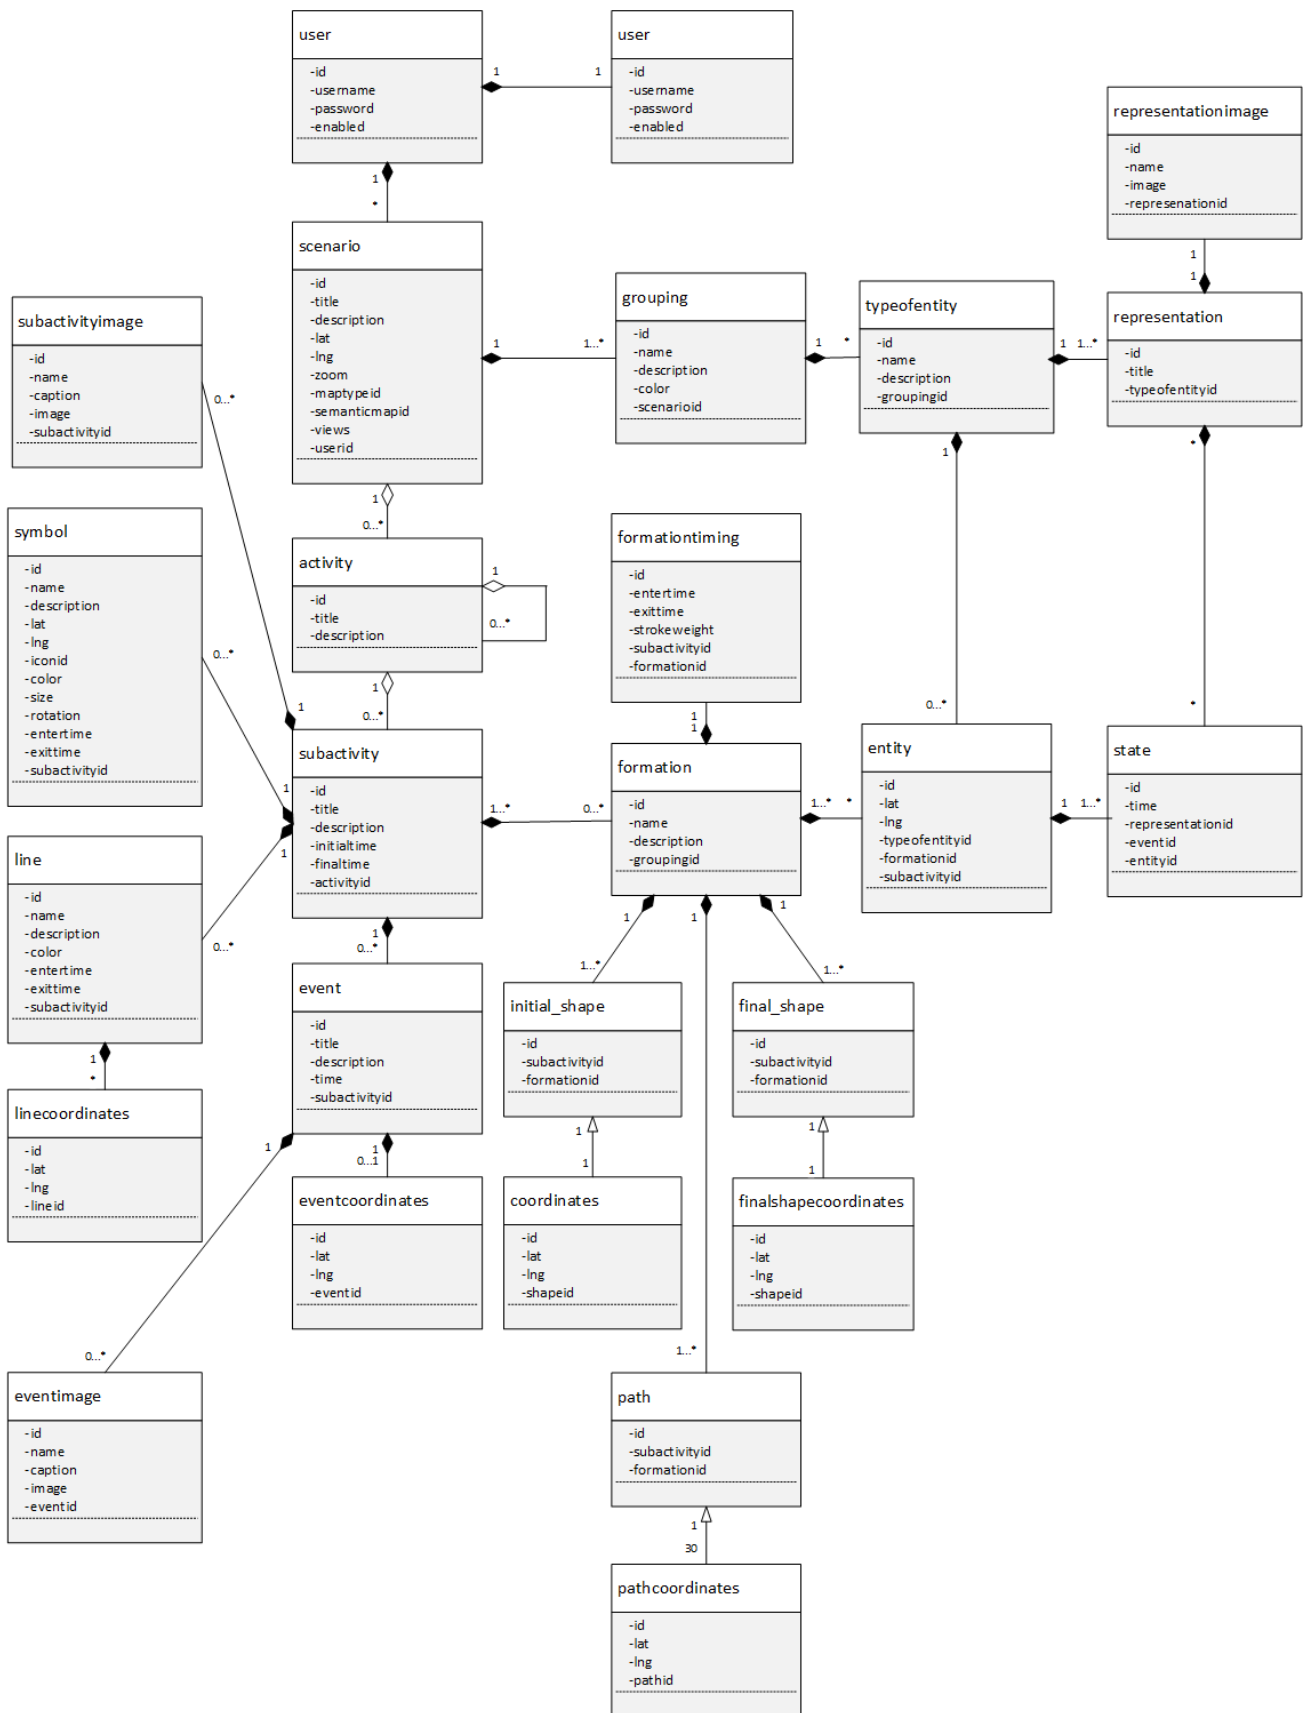 user
-id
-username
-password
-enabled
1
1
user
-id
-username
-password
-enabled
1
*
representationimage
-id
-name
-image
-represenationid
1
1
scenario
-id
-title
-description
-lat
-lng
-zoom
-maptypeid
-semanticmapid
-views
-userid
1
1...*
grouping
-id
-name
-description
-color
-scenarioid
1
*
typeofentity
-id
-name
-description
-groupingid
1
1...*
representation
-id
-title
-typeofentityid
1
*
subactivityimage
-id
-name
-caption
-image
-subactivityid
0...*
1
0...*
symbol
-id
-name
-description
-lat
-lng
-iconid
-color
-size
-rotation
-entertime
-exittime
-subactivityid
0...*
activity
-id
-title
-description
1
0...*
1
0...*
formationtiming
-id
-entertime
-exittime
-strokeweight
-subactivityid
-formationid
1
1
0...*
*
1
1
1
subactivity
-id
-title
-description
-initialtime
-finaltime
-activityid
1...*
0...*
formation
-id
-name
-description
-groupingid
1...*
*
entity
-id
-lat
-lng
-typeofentityid
-formationid
-subactivityid
1
1...*
state
-id
-time
-representationid
-eventid
-entityid
line
-id
-name
-description
-color
-entertime
-exittime
-subactivityid
0...*
1
*
1
0...*
1
1
1
1...*
1...*
event
-id
-title
-description
-time
-subactivityid
initial_shape
-id
-subactivityid
-formationid
final_shape
-id
-subactivityid
-formationid
linecoordinates
-id
-lat
-lng
-lineid
1
1
0...1
1
1
1
1
eventcoordinates
-id
-lat
-lng
-eventid
coordinates
-id
-lat
-lng
-shapeid
finalshapecoordinates
-id
-lat
-lng
-shapeid
0...*
1...*
eventimage
-id
-name
-caption
-image
-eventid
path
-id
-subactivityid
-formationid
1
30
pathcoordinates
-id
-lat
-lng
-pathid